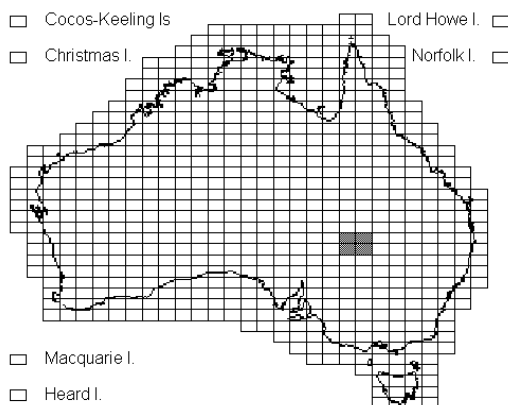 Cocos-Keeling Is
Lord Howe I.
Christmas I.
Norfolk I.
Macquarie I.
Heard I.